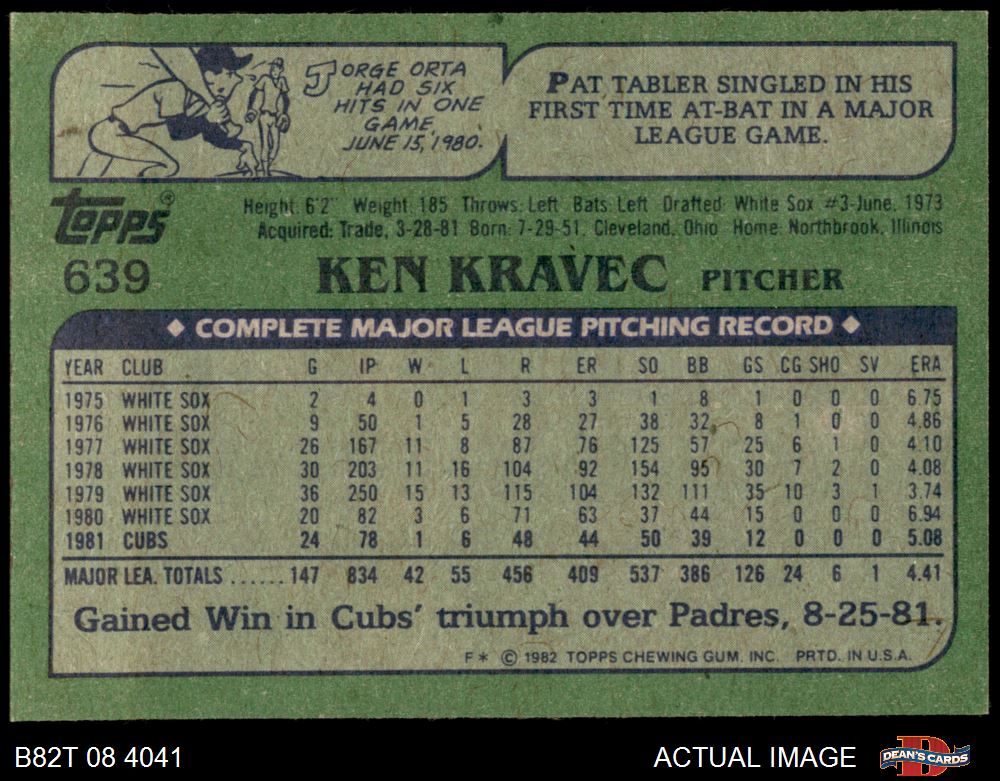 JORGE ORTA
HAD SIX
HITS IN ONE
GAME,
JUNE 15, 1980.
PAT TABLER SINGLED IN HIS
FIRST TIME AT-BAT IN A MAJOR
LEAGUE GAME.
Topps®
Height: 6'2" Weight: 185 Throws: Left Bats: Left Drafted: White Sox #3-June, 1973
Acquired: Trade, 3-28-81 Born: 7-29-51, Cleveland, Ohio Home: Northbrook, Illinois
639 KEN KRAVEC PITCHER
◆ COMPLETE MAJOR LEAGUE PITCHING RECORD ◆
YEAR CLUB G IP W L R ER SO BB GS CG SHO SV ERA
1975 WHITE SOX 2 4 0 1 3 3 1 8 1 0 0 0 6.75
1976 WHITE SOX 9 50 1 5 28 27 38 32 8 1 0 0 4.86
1977 WHITE SOX 26 167 11 8 87 76 125 57 25 6 1 0 4.10
1978 WHITE SOX 30 203 11 16 104 92 154 95 30 7 2 0 4.08
1979 WHITE SOX 36 250 15 13 115 104 132 111 35 10 3 1 3.74
1980 WHITE SOX 20 82 3 6 71 63 37 44 15 0 0 0 6.94
1981 CUBS 24 78 1 6 48 44 50 39 12 0 0 0 5.08
MAJOR LEA. TOTALS ...... 147 834 42 55 456 409 537 386 126 24 6 1 4.41
Gained Win in Cubs' triumph over Padres, 8-25-81.
F* © 1982 TOPPS CHEWING GUM, INC. PRTD. IN U.S.A.
B82T 08 4041
ACTUAL IMAGE
D
DEAN'S CARDS